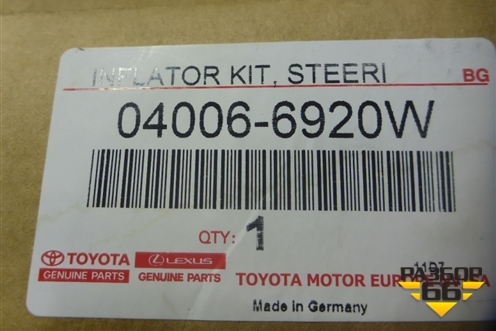 INFLATOR KIT, STEERI BG
04006-6920W
QTY: 1
TOYOTA LEXUS 1197
GENUINE PARTS GENUINE PARTS TOYOTA MOTOR
РАЗБОР
66
Made in Germany